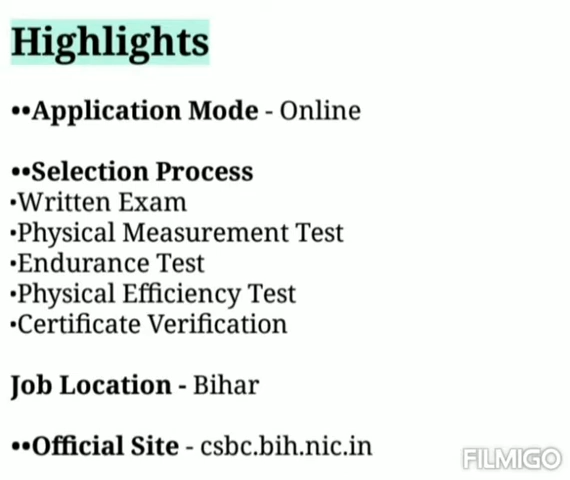 Highlights
••Application Mode - Online
••Selection Process
•Written Exam
•Physical Measurement Test
•Endurance Test
•Physical Efficiency Test
•Certificate Verification
Job Location - Bihar
••Official Site - csbc.bih.nic.in
FILMIGO